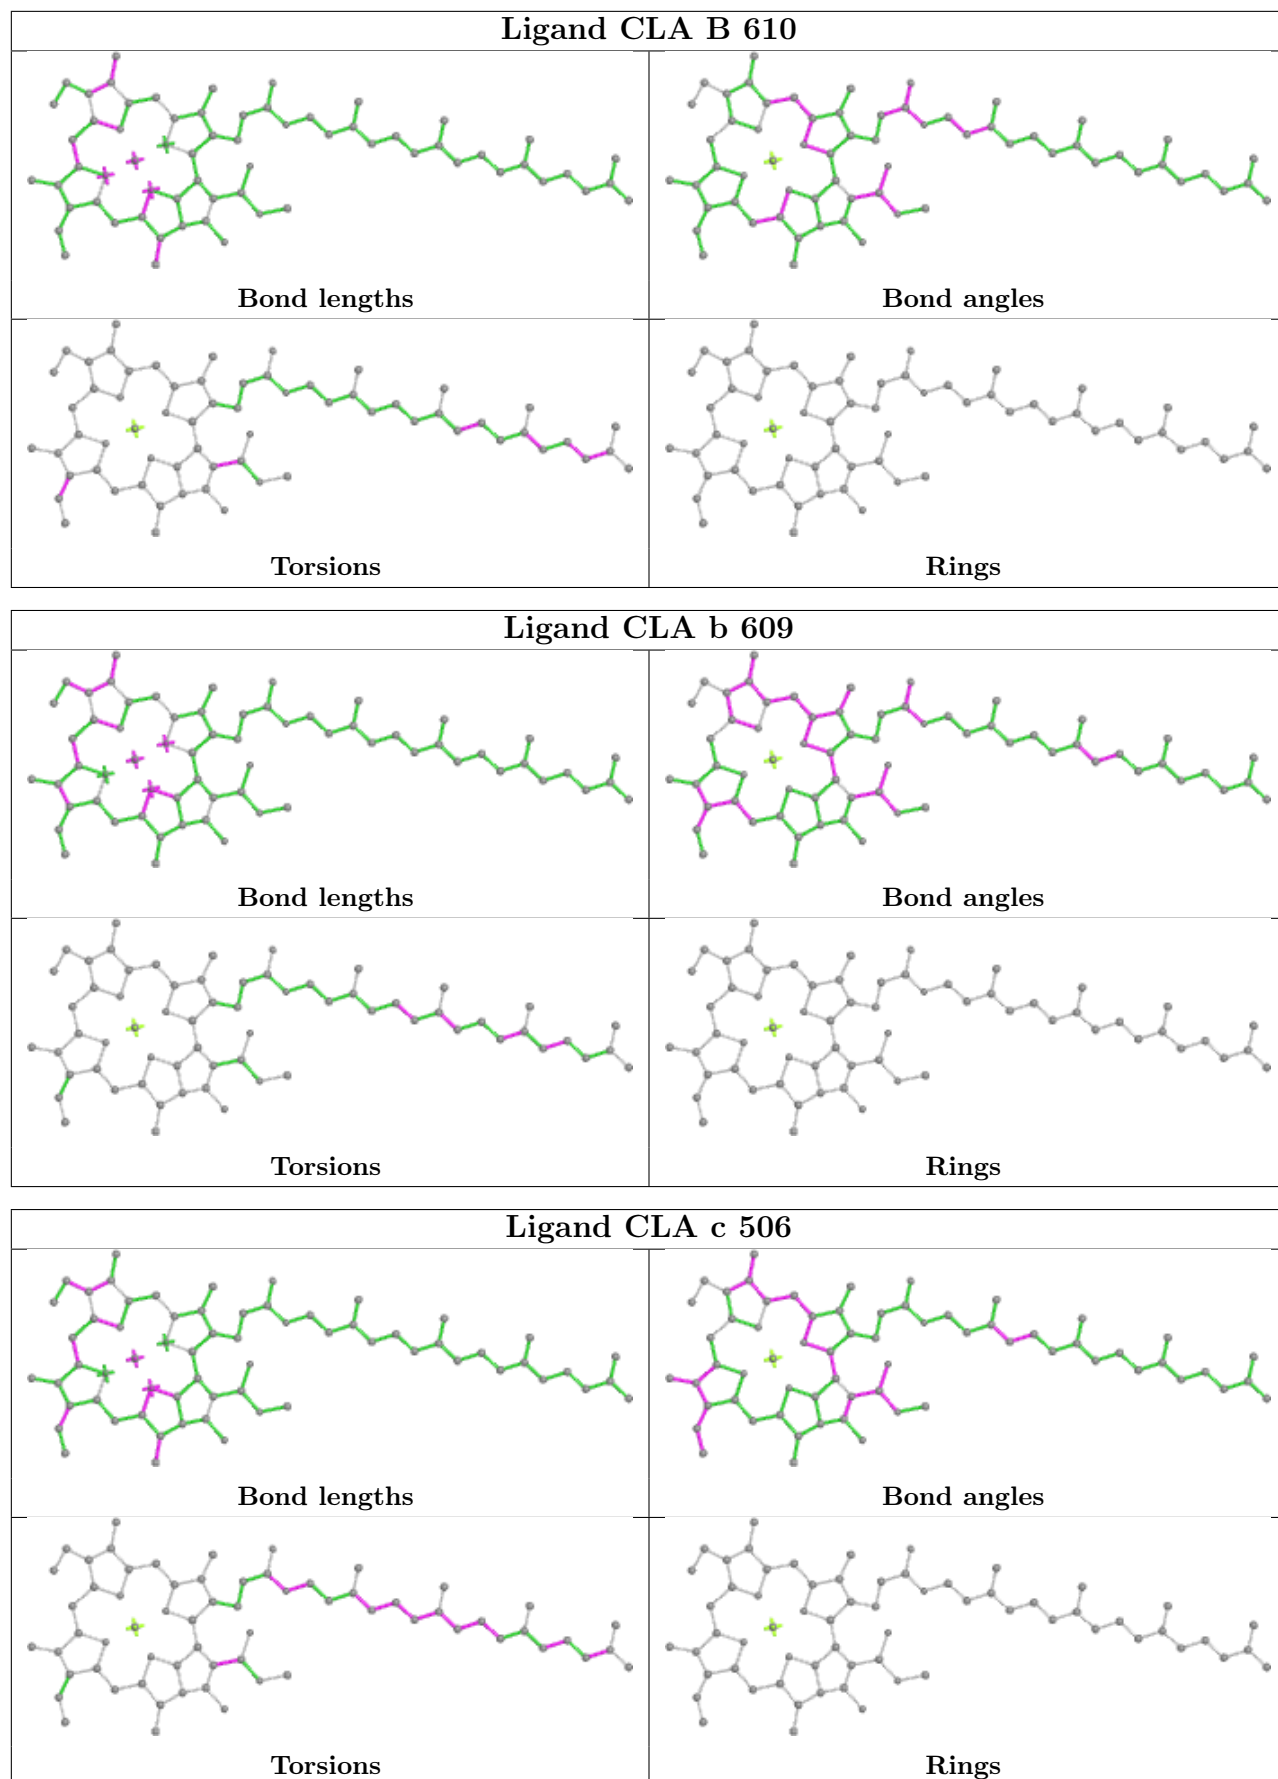 Ligand CLA B 610
Bond lengths
Bond angles
Torsions
Rings
Ligand CLA b 609
Bond lengths
Bond angles
Torsions
Rings
Ligand CLA c 506
Bond lengths
Bond angles
Torsions
Rings